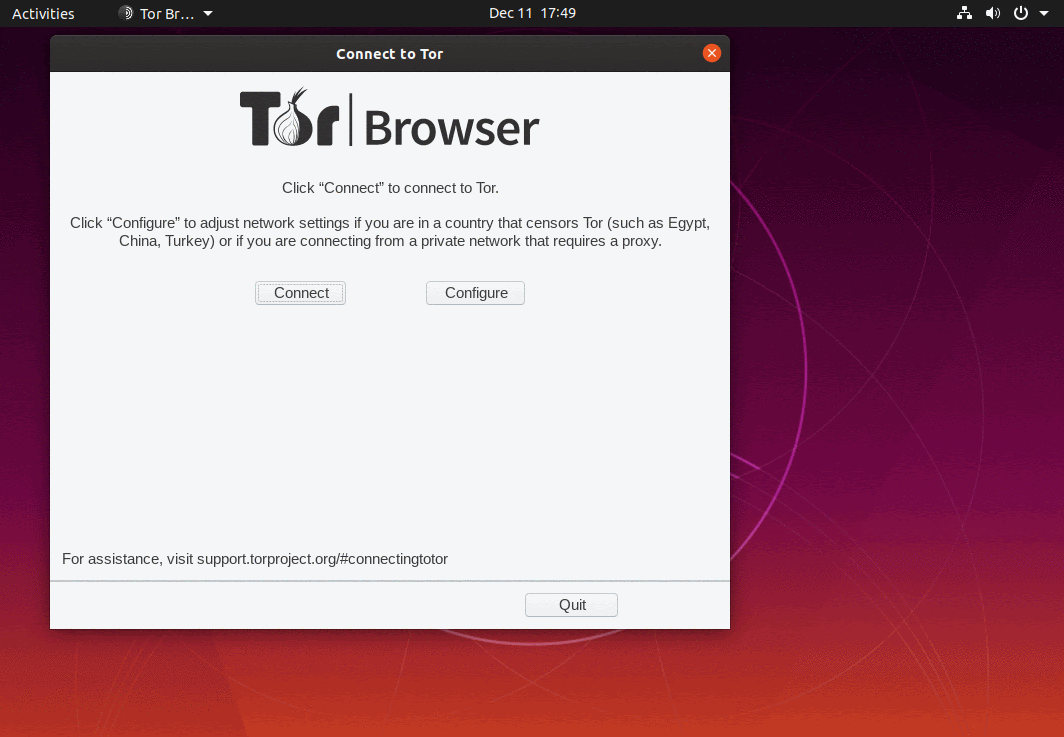 Activities
Tor Br…
Dec 11 17:49
Connect to Tor
Tor Browser
Click “Connect” to connect to Tor.
Click “Configure” to adjust network settings if you are in a country that censors Tor (such as Egypt,
China, Turkey) or if you are connecting from a private network that requires a proxy.
Connect
Configure
For assistance, visit support.torproject.org/#connectingtotor
Quit